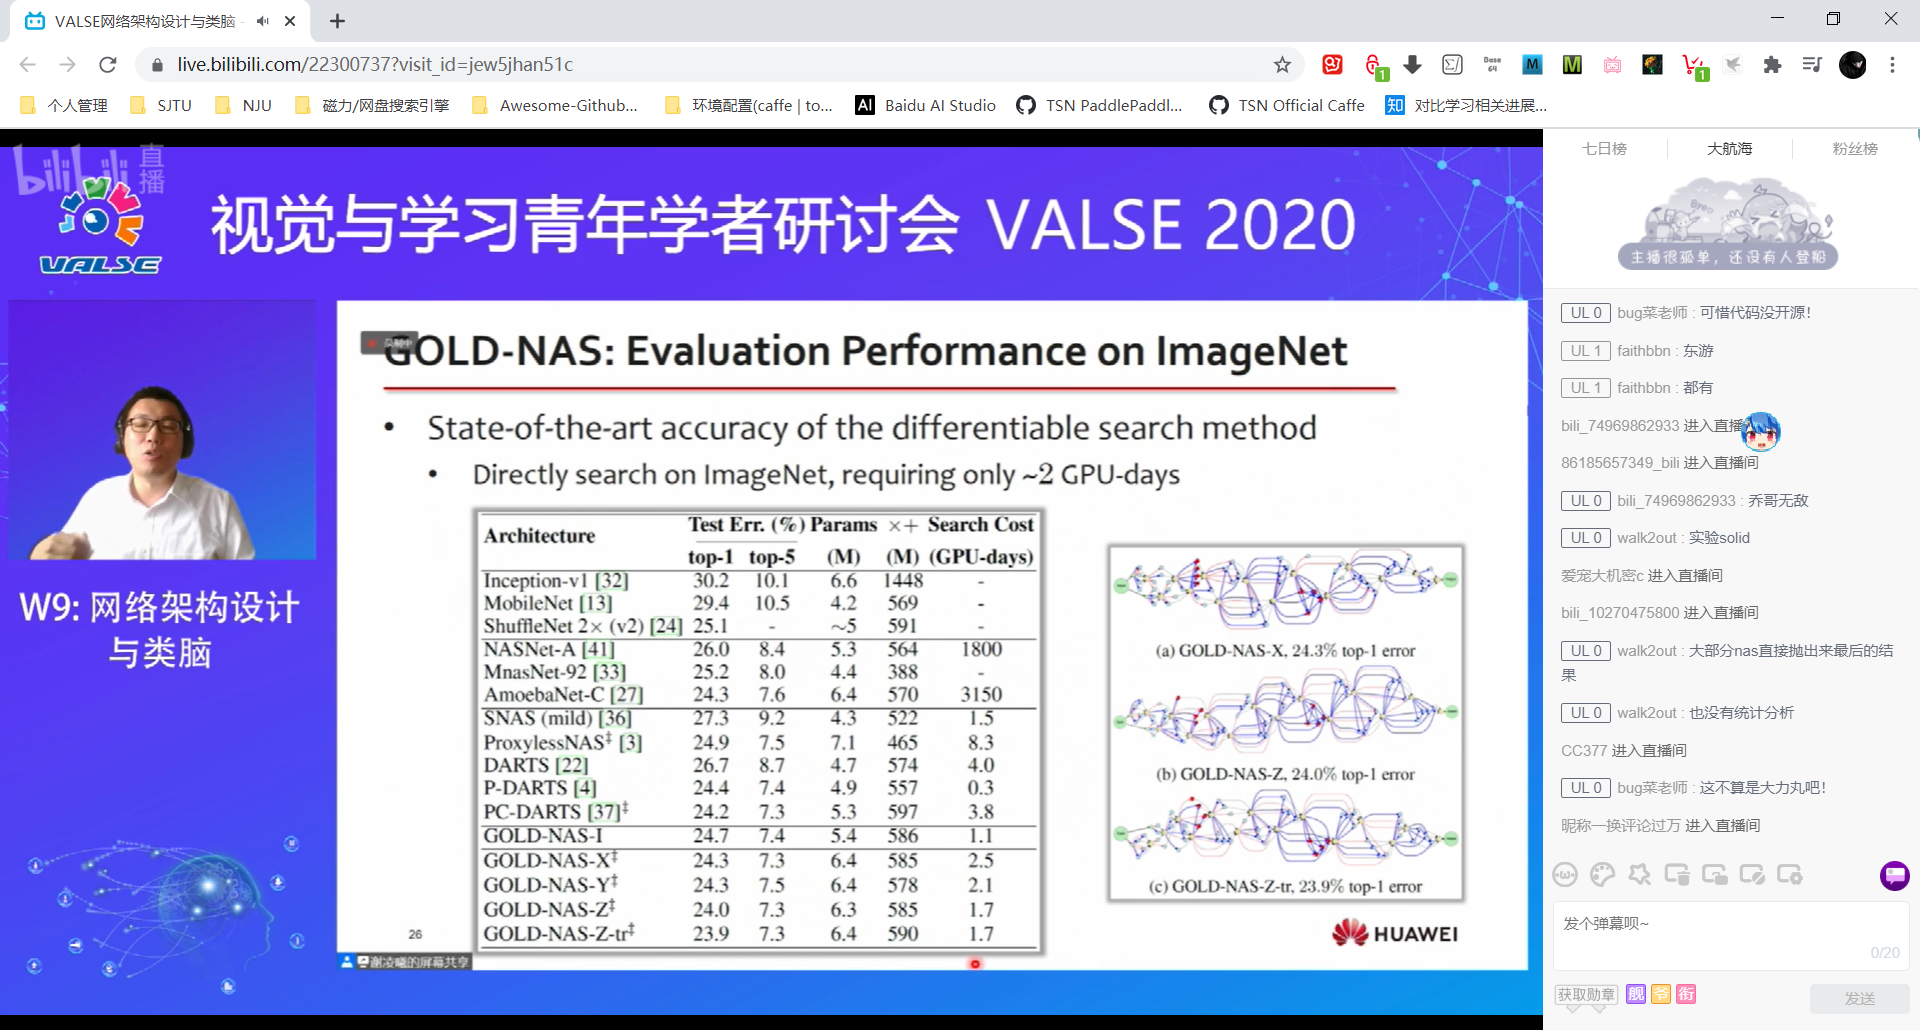 VALSE网络架构设计与类脑
live.bilibili.com/22300737?visit_id=jew5jhan51c
1
Base 64
M
M
1
个人管理
SJTU
NJU
磁力/网盘搜索引擎
Awesome-Github...
环境配置(caffe | to...
AI Baidu AI Studio
TSN PaddlePaddl...
TSN Official Caffe
知 对比学习相关进展...
bilibili 直播
VALSE
视觉与学习青年学者研讨会 VALSE 2020
W9: 网络架构设计
与类脑
GOLD-NAS: Evaluation Performance on ImageNet
• State-of-the-art accuracy of the differentiable search method
• Directly search on ImageNet, requiring only ~2 GPU-days
Architecture Test Err. (%) Params ×+ Search Cost
top-1 top-5 (M) (M) (GPU-days)
Inception-v1 [32] 30.2 10.1 6.6 1448 -
MobileNet [13] 29.4 10.5 4.2 569 -
ShuffleNet 2× (v2) [24] 25.1 - ~5 591 -
NASNet-A [41] 26.0 8.4 5.3 564 1800
MnasNet-92 [33] 25.2 8.0 4.4 388 -
AmoebaNet-C [27] 24.3 7.6 6.4 570 3150
SNAS (mild) [36] 27.3 9.2 4.3 522 1.5
ProxylessNAS‡ [3] 24.9 7.5 7.1 465 8.3
DARTS [22] 26.7 8.7 4.7 574 4.0
P-DARTS [4] 24.4 7.4 4.9 557 0.3
PC-DARTS [37]‡ 24.2 7.3 5.3 597 3.8
GOLD-NAS-I 24.7 7.4 5.4 586 1.1
GOLD-NAS-X‡ 24.3 7.3 6.4 585 2.5
GOLD-NAS-Y‡ 24.3 7.5 6.4 578 2.1
GOLD-NAS-Z‡ 24.0 7.3 6.3 585 1.7
GOLD-NAS-Z-tr‡ 23.9 7.3 6.4 590 1.7
(a) GOLD-NAS-X, 24.3% top-1 error
(b) GOLD-NAS-Z, 24.0% top-1 error
(c) GOLD-NAS-Z-tr, 23.9% top-1 error
26
HUAWEI
谢凌曦的屏幕共享
七日榜
大航海
粉丝榜
Byeo
主播很孤单，还没有人登船
UL 0 bug菜老师 : 可惜代码没开源！
UL 1 faithbbn : 东游
UL 1 faithbbn : 都有
bili_74969862933 进入直播
86185657349_bili 进入直播间
UL 0 bili_74969862933 : 乔哥无敌
UL 0 walk2out : 实验solid
爱宠大机密c 进入直播间
bili_10270475800 进入直播间
UL 0 walk2out : 大部分nas直接抛出来最后的结
果
UL 0 walk2out : 也没有统计分析
CC377 进入直播间
UL 0 bug菜老师 : 这不算是大力丸吧！
昵称一换评论过万 进入直播间
发个弹幕呗~
0/20
获取勋章
舰
爷
衔
发送